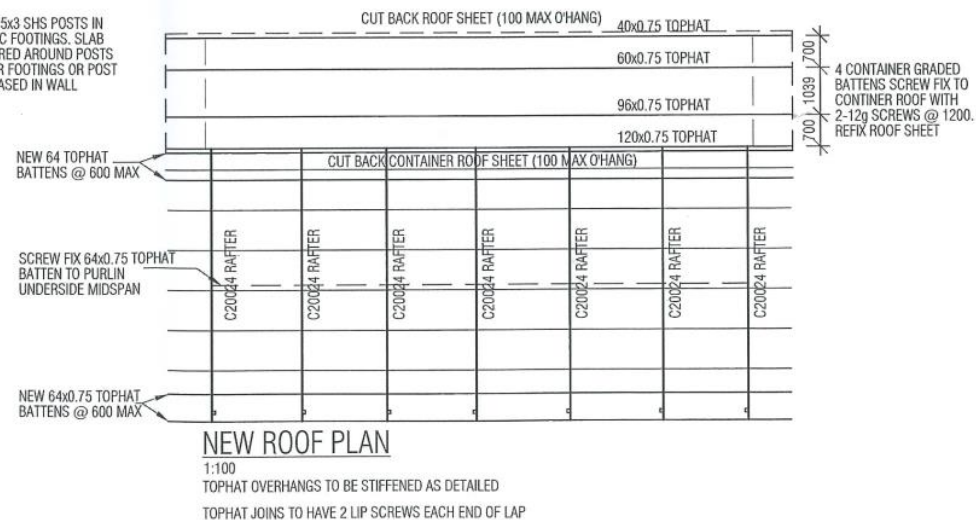 5x3 SHS POSTS IN
C FOOTINGS. SLAB
RED AROUND POSTS
R FOOTINGS OR POST
ASED IN WALL
CUT BACK ROOF SHEET (100 MAX O'HANG)
40x0.75 TOPHAT
60x0.75 TOPHAT
96x0.75 TOPHAT
120x0.75 TOPHAT
700
1039
700
4 CONTAINER GRADED
BATTENS SCREW FIX TO
CONTINER ROOF WITH
2-12g SCREWS @ 1200.
REFIX ROOF SHEET
CUT BACK CONTAINER ROOF SHEET (100 MAX O'HANG)
NEW 64 TOPHAT
BATTENS @ 600 MAX
SCREW FIX 64x0.75 TOPHAT
BATTEN TO PURLIN
UNDERSIDE MIDSPAN
C20024 RAFTER
C20024 RAFTER
C20024 RAFTER
C20024 RAFTER
C20024 RAFTER
C20024 RAFTER
C20024 RAFTER
NEW 64x0.75 TOPHAT
BATTENS @ 600 MAX
NEW ROOF PLAN
1:100
TOPHAT OVERHANGS TO BE STIFFENED AS DETAILED
TOPHAT JOINS TO HAVE 2 LIP SCREWS EACH END OF LAP